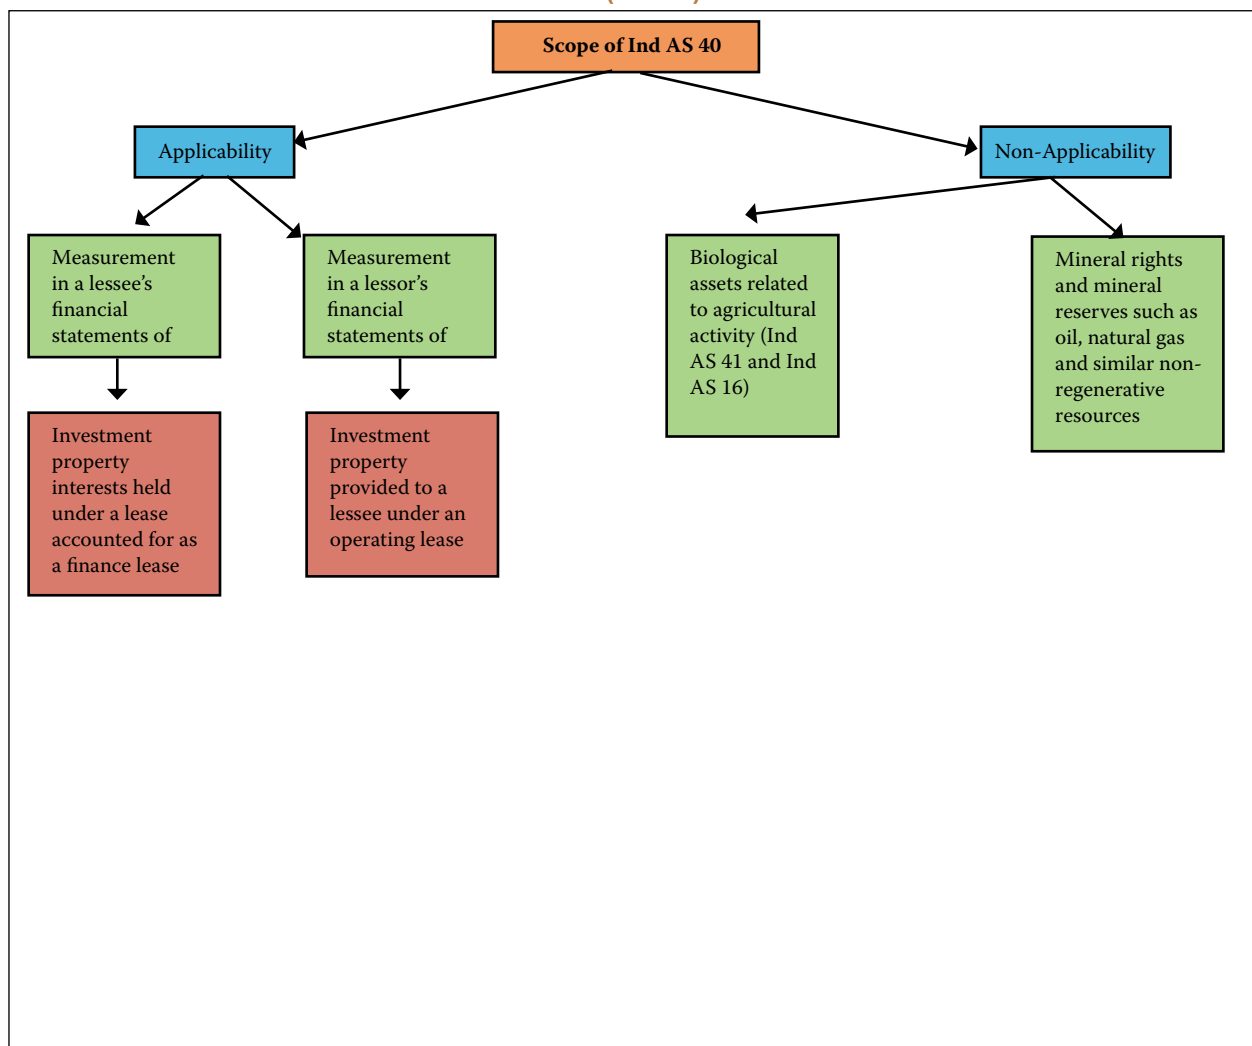 Scope of Ind AS 40
Applicability
Non-Applicability
Measurement
in a lessee's
financial
statements of
Measurement
in a lessor's
financial
statements of
Biological
assets related
to agricultural
activity (Ind
AS 41 and Ind
AS 16)
Mineral rights
and mineral
reserves such as
oil, natural gas
and similar non-
regenerative
resources
Investment
property
interests held
under a lease
accounted for as
a finance lease
Investment
property
provided to a
lessee under an
operating lease